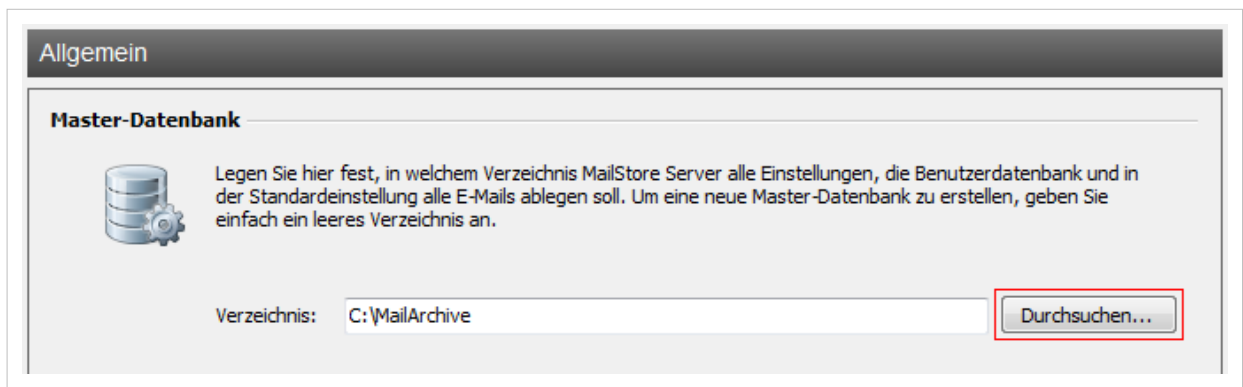 Allgemein
Master-Datenbank
Legen Sie hier fest, in welchem Verzeichnis MailStore Server alle Einstellungen, die Benutzerdatenbank und in
der Standardeinstellung alle E-Mails ablegen soll. Um eine neue Master-Datenbank zu erstellen, geben Sie
einfach ein leeres Verzeichnis an.
Verzeichnis: C:\MailArchive Durchsuchen...